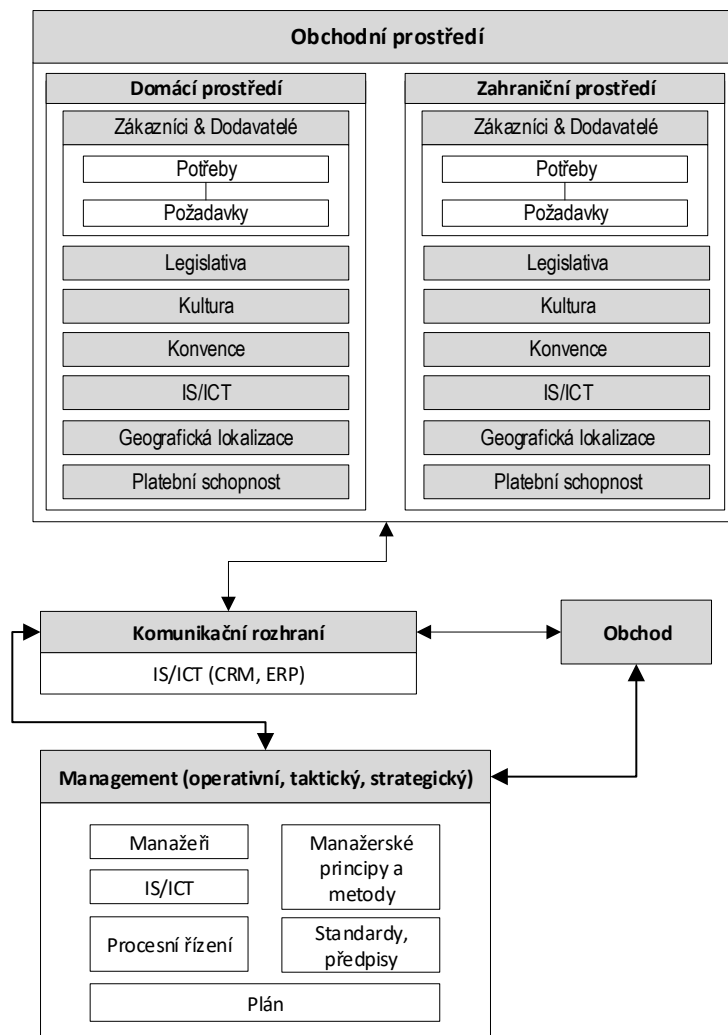 Obchodní prostředí
Domácí prostředí
Zákazníci & Dodavatelé
Potřeby
Požadavky
Legislativa
Kultura
Konvence
IS/ICT
Geografická lokalizace
Platební schopnost
Zahraniční prostředí
Zákazníci & Dodavatelé
Potřeby
Požadavky
Legislativa
Kultura
Konvence
IS/ICT
Geografická lokalizace
Platební schopnost
Komunikační rozhraní
IS/ICT (CRM, ERP)
Obchod
Management (operativní, taktický, strategický)
Manažeři
IS/ICT
Procesní řízení
Manažerské
principy a
metody
Standardy,
předpisy
Plán